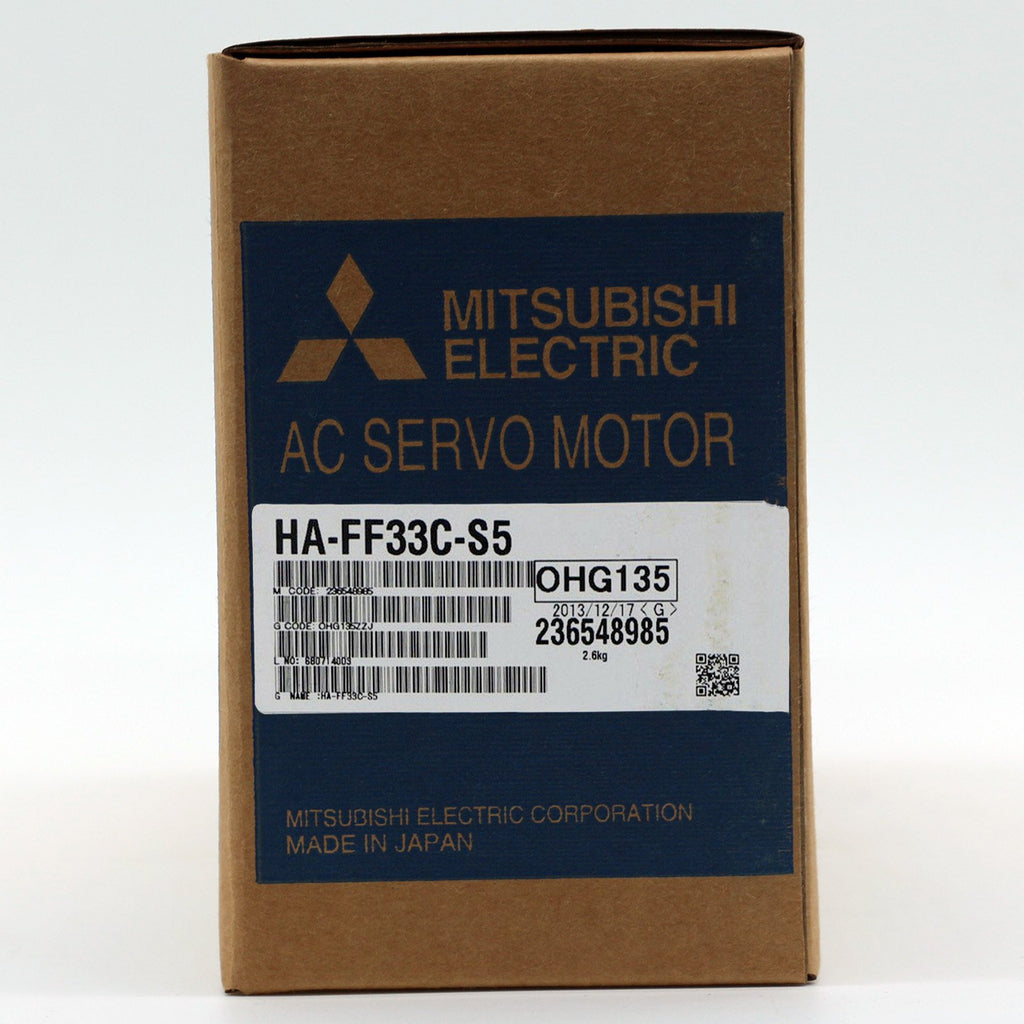 MITSUBISHI
ELECTRIC
AC SERVO MOTOR
HA-FF33C-S5
OHG135
M CODE: 236548985
2013/12/17 < G >
G CODE: OHG135ZZJ
236548985
L NO: 680714003
2.6kg
G NAME :HA-FF33C-S5
MITSUBISHI ELECTRIC CORPORATION
MADE IN JAPAN